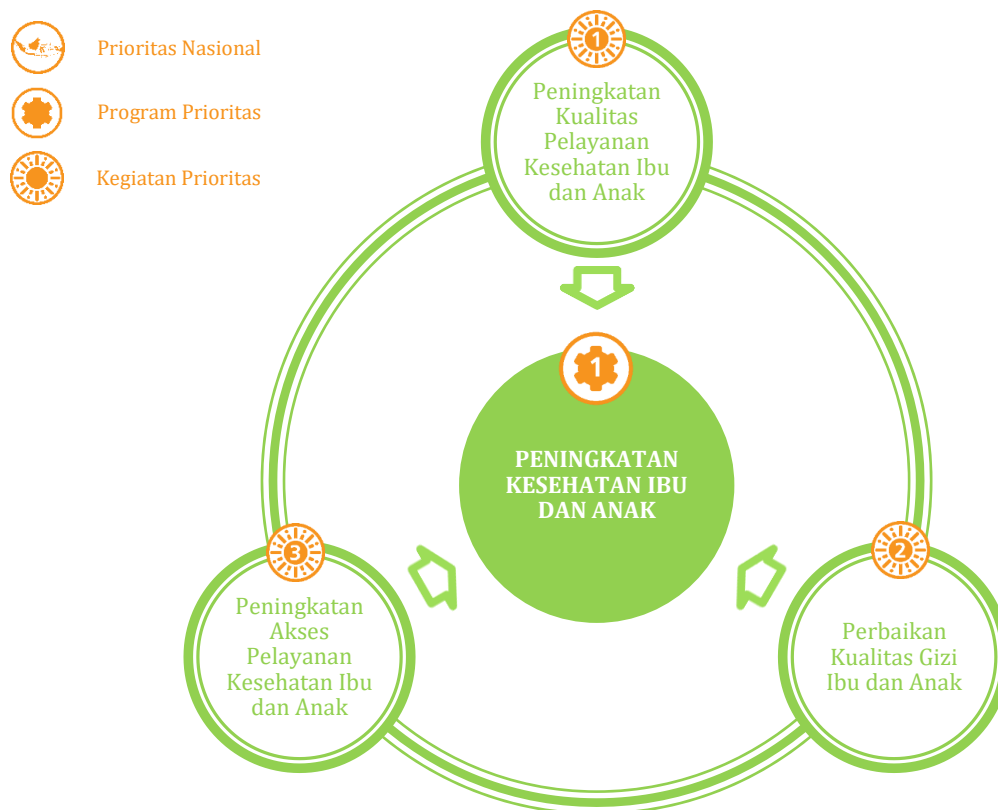 Prioritas Nasional
Program Prioritas
Kegiatan Prioritas
1
Peningkatan
Kualitas
Pelayanan
Kesehatan Ibu
dan Anak
1
PENINGKATAN
KESEHATAN IBU
DAN ANAK
3
Peningkatan
Akses
Pelayanan
Kesehatan Ibu
dan Anak
2
Perbaikan
Kualitas Gizi
Ibu dan Anak